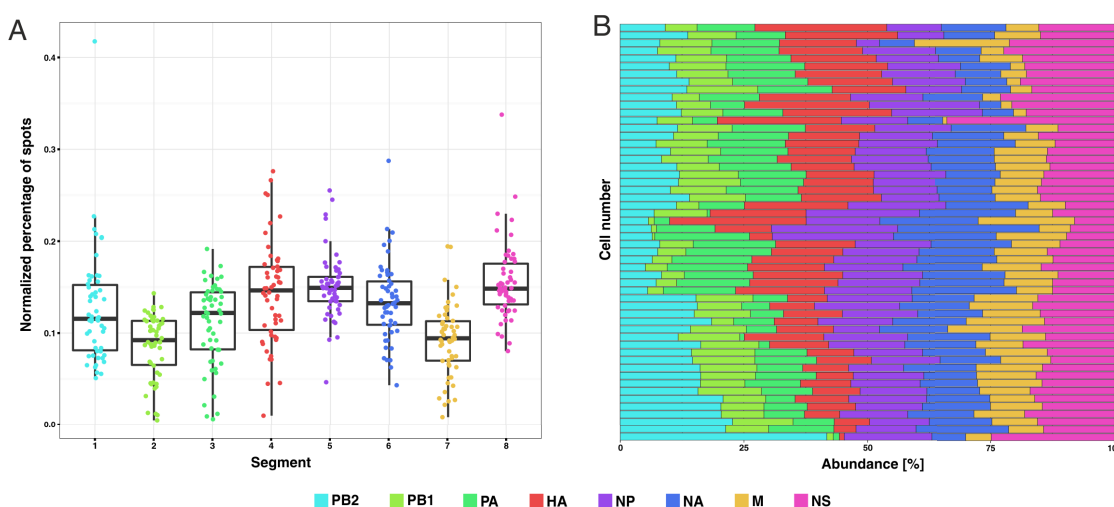 A
B
Normalized percentage of spots
0.4
0.3
0.2
0.1
0.0
1 2 3 4 5 6 7 8
Segment
Cell number
0 25 50 75 10
Abundance [%]
PB2 PB1 PA HA NP NA M NS